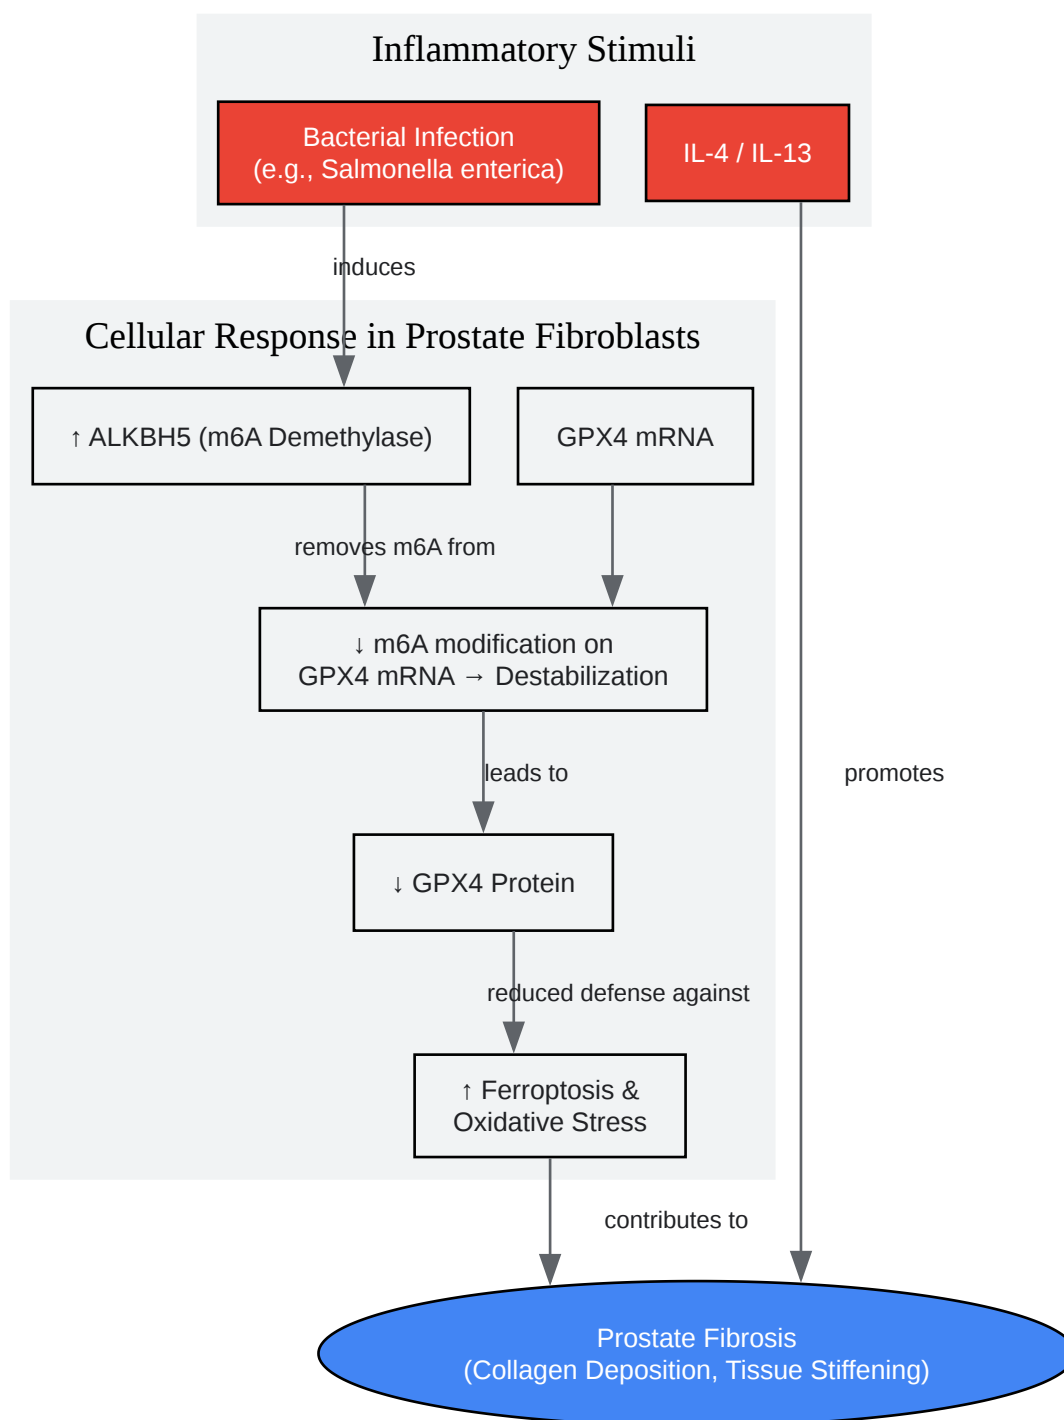 Inflammatory Stimuli
Bacterial Infection
(e.g., Salmonella enterica)
IL-4 / IL-13
induces
Cellular Response in Prostate Fibroblasts
↑ ALKBH5 (m6A Demethylase)
GPX4 mRNA
removes m6A from
↓ m6A modification on
GPX4 mRNA → Destabilization
leads to
promotes
↓ GPX4 Protein
reduced defense against
↑ Ferroptosis &
Oxidative Stress
contributes to
Prostate Fibrosis
(Collagen Deposition, Tissue Stiffening)